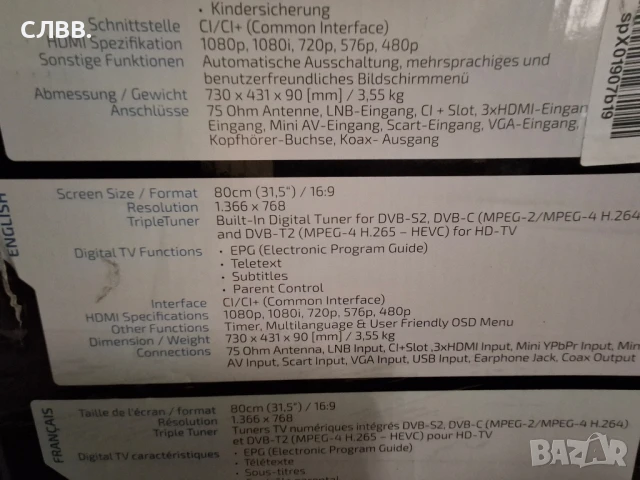 СЛВВ.
• Kindersicherung
Schnittstelle CI/CI+ (Common Interface)
HDMI Spezifikation 1080p, 1080i, 720p, 576p, 480p
Sonstige Funktionen Automatische Ausschaltung, mehrsprachiges und
benutzerfreundliches Bildschirmmenü
Abmessung / Gewicht 730 x 431 x 90 [mm] / 3,55 kg
Anschlüsse 75 Ohm Antenne, LNB-Eingang, CI + Slot, 3xHDMI-Eingan
Eingang, Mini AV-Eingang, Scart-Eingang, VGA-Eingang,
Kopfhörer-Buchse, Koax- Ausgang
spX01907b19
ENGLISH
Screen Size / Format 80cm (31,5") / 16:9
Resolution 1.366 x 768
TripleTuner Built-In Digital Tuner for DVB-S2, DVB-C (MPEG-2/MPEG-4 H.264
and DVB-T2 (MPEG-4 H.265 – HEVC) for HD-TV
Digital TV Functions • EPG (Electronic Program Guide)
• Teletext
• Subtitles
• Parent Control
Interface CI/CI+ (Common Interface)
HDMI Specifications 1080p, 1080i, 720p, 576p, 480p
Other Functions Timer, Multilanguage & User Friendly OSD Menu
Dimension / Weight 730 x 431 x 90 [mm] / 3,55 kg
Connections 75 Ohm Antenna, LNB Input, CI+Slot ,3xHDMI Input, Mini YPbPr Input, Min
AV Input, Scart Input, VGA Input, USB Input, Earphone Jack, Coax Output
FRANÇAIS
Taille de l'écran / format 80cm (31,5") / 16:9
Résolution 1.366 x 768
Triple Tuner Tuners TV numériques intégrés DVB-S2, DVB-C (MPEG-2/MPEG-4 H.264)
et DVB-T2 (MPEG-4 H.265 – HEVC) pour HD-TV
Digital TV caractéristiques • EPG (Electronic Program Guide)
• Télétexte
• Sous-titres
bazar